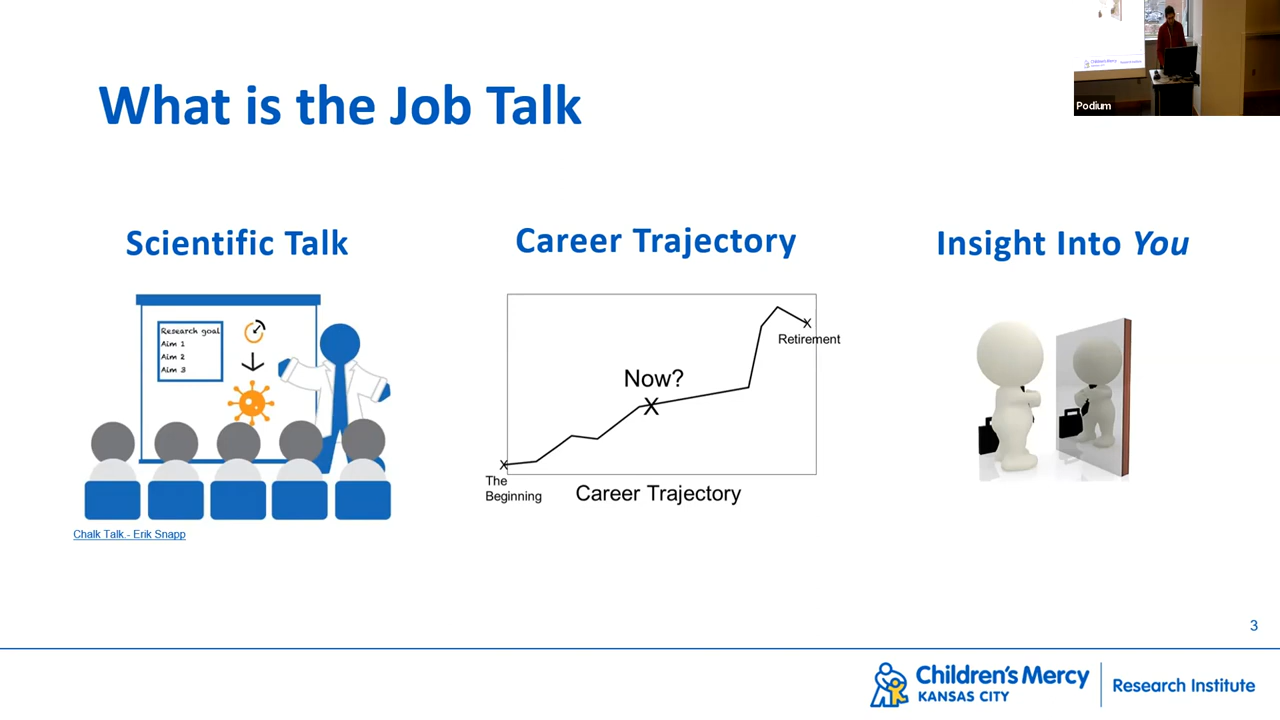 Podium
What is the Job Talk
Scientific Talk
Career Trajectory
Insight Into You
Research goal
Aim 1
Aim 2
Aim 3
Now?
X
X
Retirement
X
The
Beginning
Career Trajectory
Chalk Talk.- Erik Snapp
3
Children's Mercy
KANSAS CITY
Research Institute